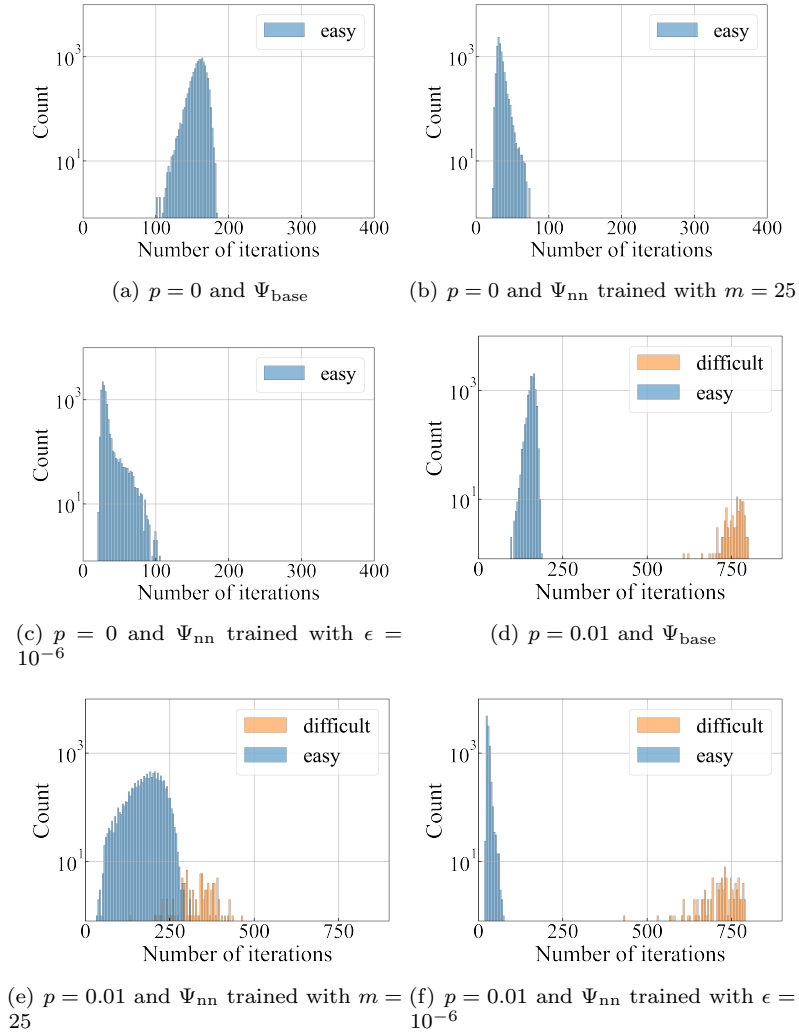 easy
10^3
10^1
Count
0 100 200 300 400
Number of iterations
(a) p = 0 and Ψ_base
easy
10^3
10^1
Count
0 100 200 300 400
Number of iterations
(b) p = 0 and Ψ_nn trained with m = 25
easy
10^3
10^1
Count
0 100 200 300 400
Number of iterations
(c) p = 0 and Ψ_nn trained with ϵ =
10^−6
difficult
easy
10^3
10^1
Count
0 250 500 750
Number of iterations
(d) p = 0.01 and Ψ_base
difficult
easy
10^3
10^1
Count
0 250 500 750
Number of iterations
(e) p = 0.01 and Ψ_nn trained with m =
25
difficult
easy
10^3
10^1
Count
0 250 500 750
Number of iterations
(f) p = 0.01 and Ψ_nn trained with ϵ =
10^−6